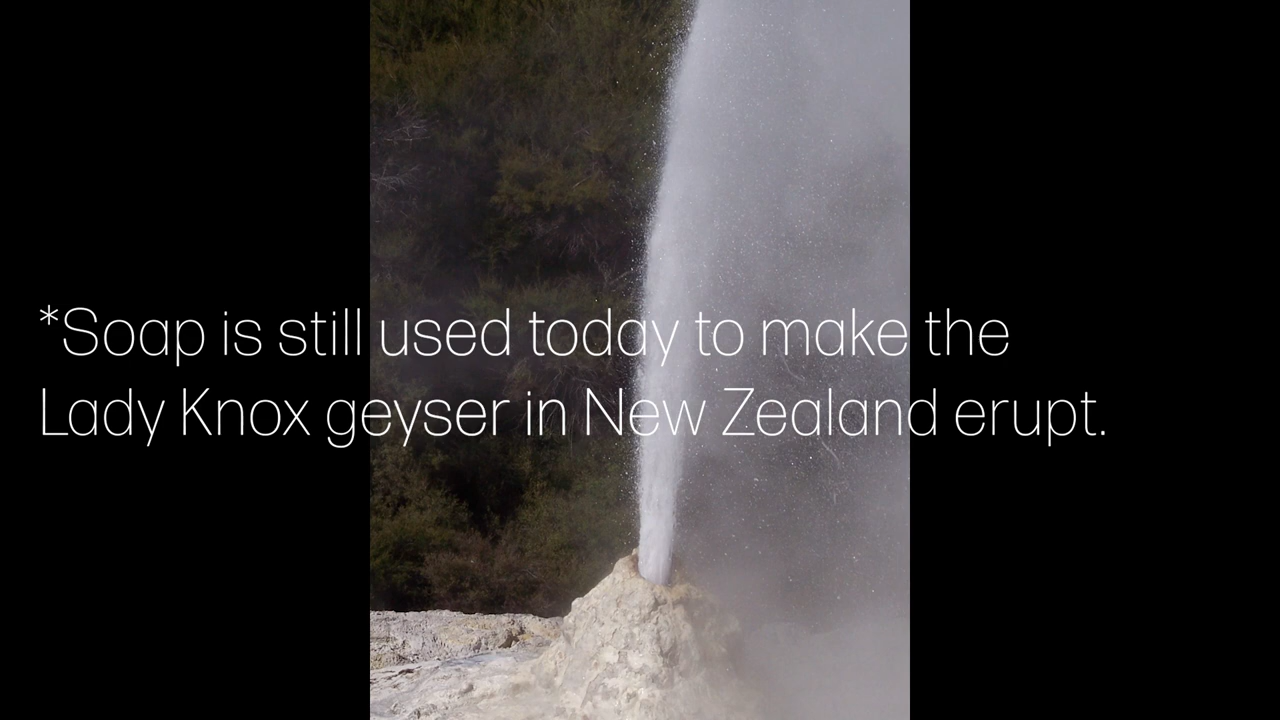 *Soap is still used today to make the
Lady Knox geyser in New Zealand erupt.